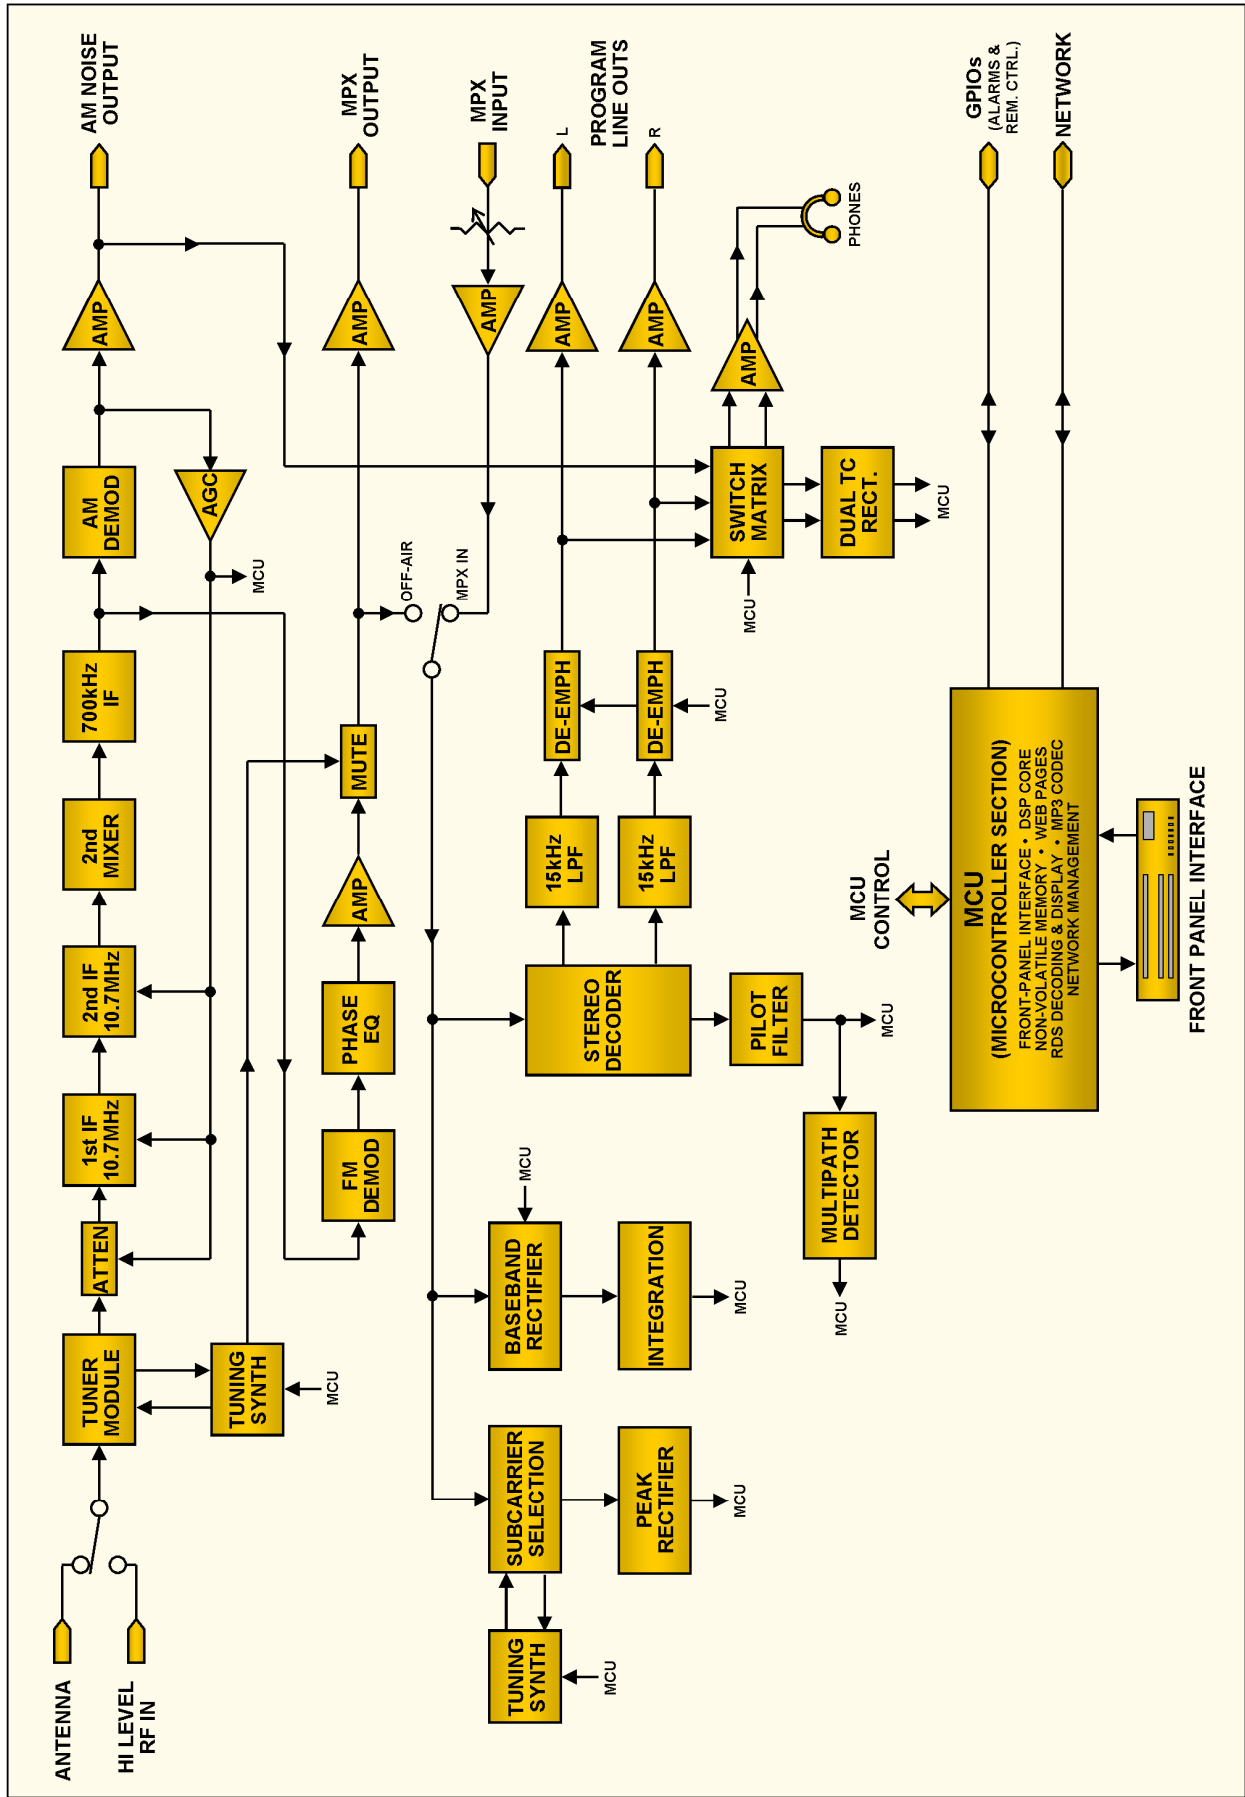 ANTENNA
HI LEVEL
RF IN
TUNER
MODULE
ATTEN
1st IF
10.7MHz
2nd IF
10.7MHz
2nd
MIXER
700kHz
IF
AM
DEMOD
AMP
AM NOISE
OUTPUT
AGC
MCU
TUNING
SYNTH
MCU
FM
DEMOD
PHASE
EQ
AMP
MUTE
AMP
MPX
OUTPUT
OFF-AIR
MPX IN
AMP
MPX
INPUT
TUNING
SYNTH
MCU
SUBCARRIER
SELECTION
PEAK
RECTIFIER
MCU
BASEBAND
RECTIFIER
MCU
INTEGRATION
MCU
STEREO
DECODER
15kHz
LPF
15kHz
LPF
DE-EMPH
DE-EMPH
MCU
AMP
L
AMP
R
PROGRAM
LINE OUTS
PILOT
FILTER
MCU
MULTIPATH
DETECTOR
MCU
SWITCH
MATRIX
MCU
AMP
PHONES
DUAL TC
RECT.
MCU
MCU
CONTROL
MCU
(MICROCONTROLLER SECTION)
FRONT-PANEL INTERFACE • DSP CORE
NON-VOLATILE MEMORY • WEB PAGES
RDS DECODING & DISPLAY • MP3 CODEC
NETWORK MANAGEMENT
GPIOs
(ALARMS &
REM. CTRL.)
NETWORK
FRONT PANEL INTERFACE